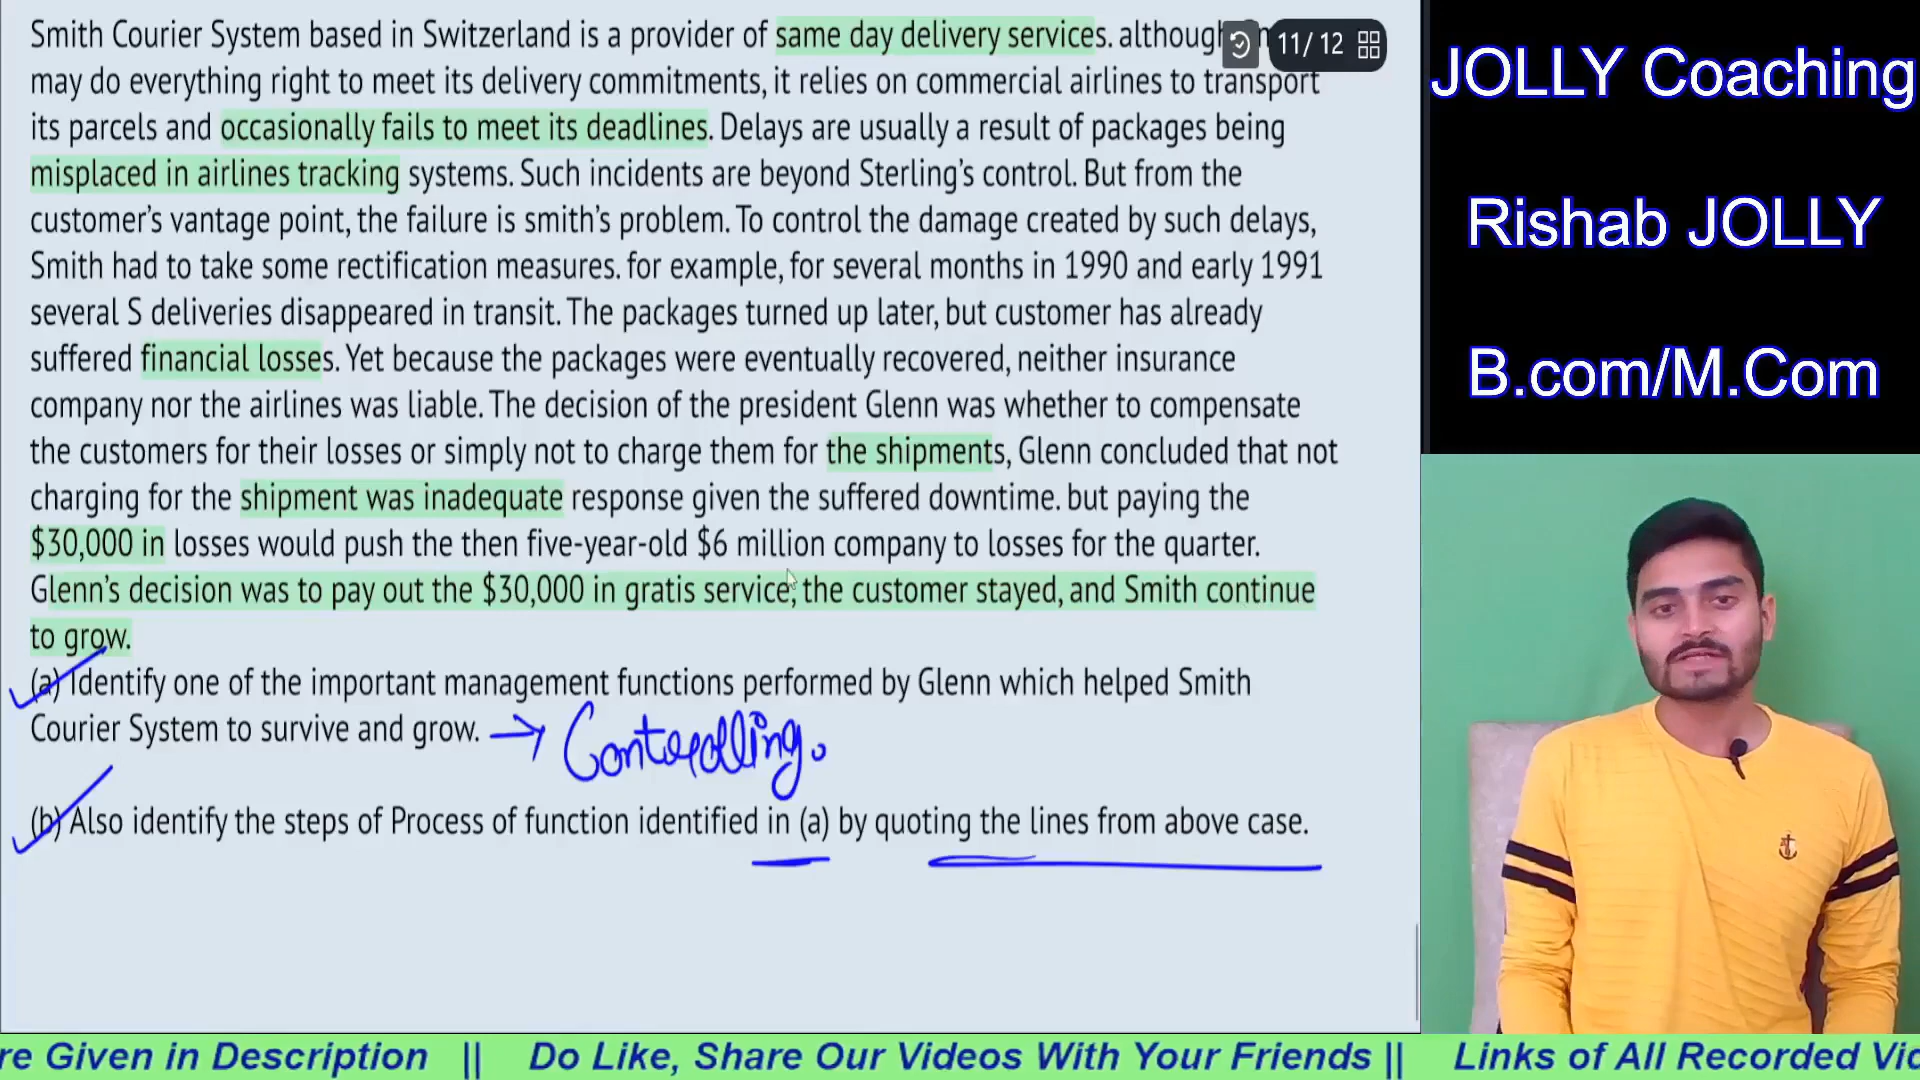 Smith Courier System based in Switzerland is a provider of same day delivery services. although
11/ 12
may do everything right to meet its delivery commitments, it relies on commercial airlines to transport
its parcels and occasionally fails to meet its deadlines. Delays are usually a result of packages being
misplaced in airlines tracking systems. Such incidents are beyond Sterling's control. But from the
customer's vantage point, the failure is smith's problem. To control the damage created by such delays,
Smith had to take some rectification measures. for example, for several months in 1990 and early 1991
several S deliveries disappeared in transit. The packages turned up later, but customer has already
suffered financial losses. Yet because the packages were eventually recovered, neither insurance
company nor the airlines was liable. The decision of the president Glenn was whether to compensate
the customers for their losses or simply not to charge them for the shipments, Glenn concluded that not
charging for the shipment was inadequate response given the suffered downtime. but paying the
$30,000 in losses would push the then five-year-old $6 million company to losses for the quarter.
Glenn's decision was to pay out the $30,000 in gratis service; the customer stayed, and Smith continue
to grow.
(a) Identify one of the important management functions performed by Glenn which helped Smith
Courier System to survive and grow. → Controlling.
(b) Also identify the steps of Process of function identified in (a) by quoting the lines from above case.
JOLLY Coaching
Rishab JOLLY
B.com/M.Com
re Given in Description || Do Like, Share Our Videos With Your Friends || Links of All Recorded Vid